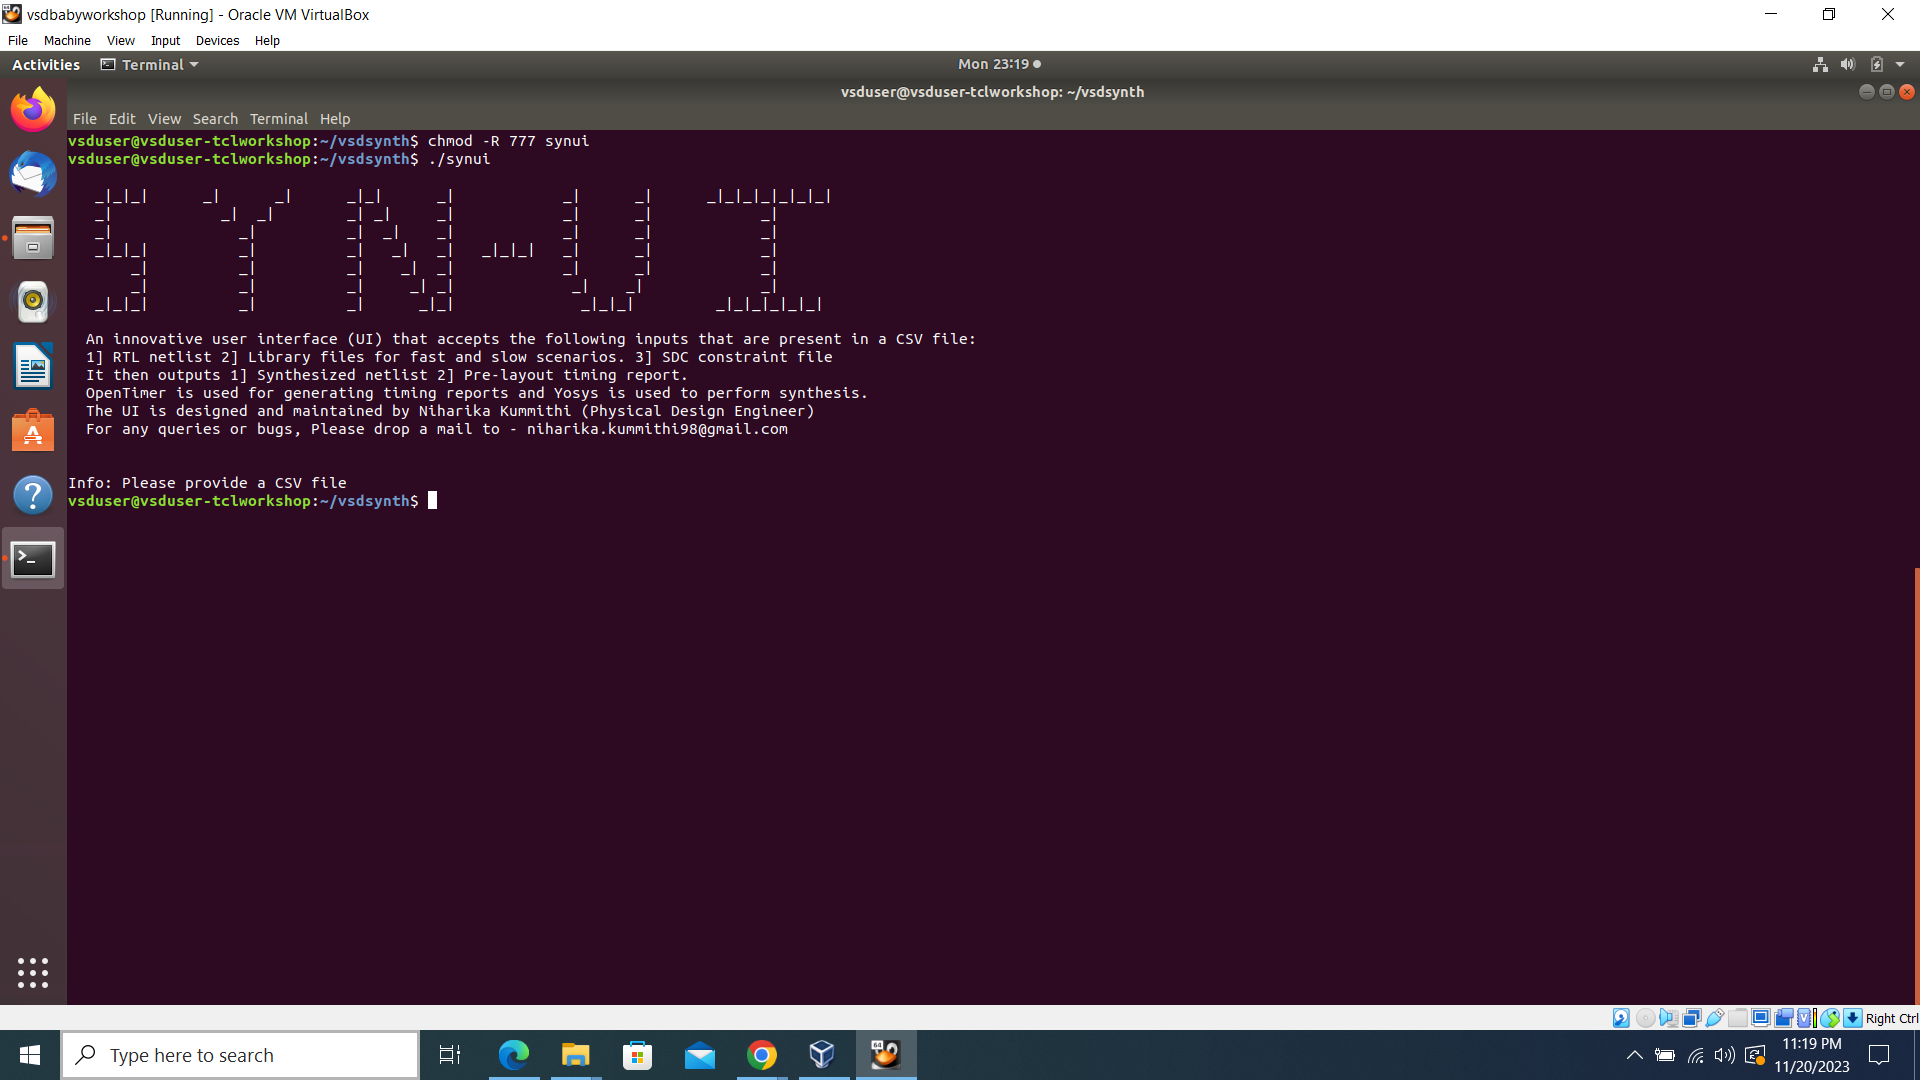 vsdbabyworkshop [Running] - Oracle VM VirtualBox
File Machine View Input Devices Help
Activities Terminal Mon 23:19
vsduser@vsduser-tclworkshop: ~/vsdsynth
File Edit View Search Terminal Help
vsduser@vsduser-tclworkshop:~/vsdsynth$ chmod -R 777 synui
vsduser@vsduser-tclworkshop:~/vsdsynth$ ./synui
SYN-UI
An innovative user interface (UI) that accepts the following inputs that are present in a CSV file:
1] RTL netlist 2] Library files for fast and slow scenarios. 3] SDC constraint file
It then outputs 1] Synthesized netlist 2] Pre-layout timing report.
OpenTimer is used for generating timing reports and Yosys is used to perform synthesis.
The UI is designed and maintained by Niharika Kummithi (Physical Design Engineer)
For any queries or bugs, Please drop a mail to - niharika.kummithi98@gmail.com
Info: Please provide a CSV file
vsduser@vsduser-tclworkshop:~/vsdsynth$
Right Ctrl
Type here to search
11:19 PM
11/20/2023